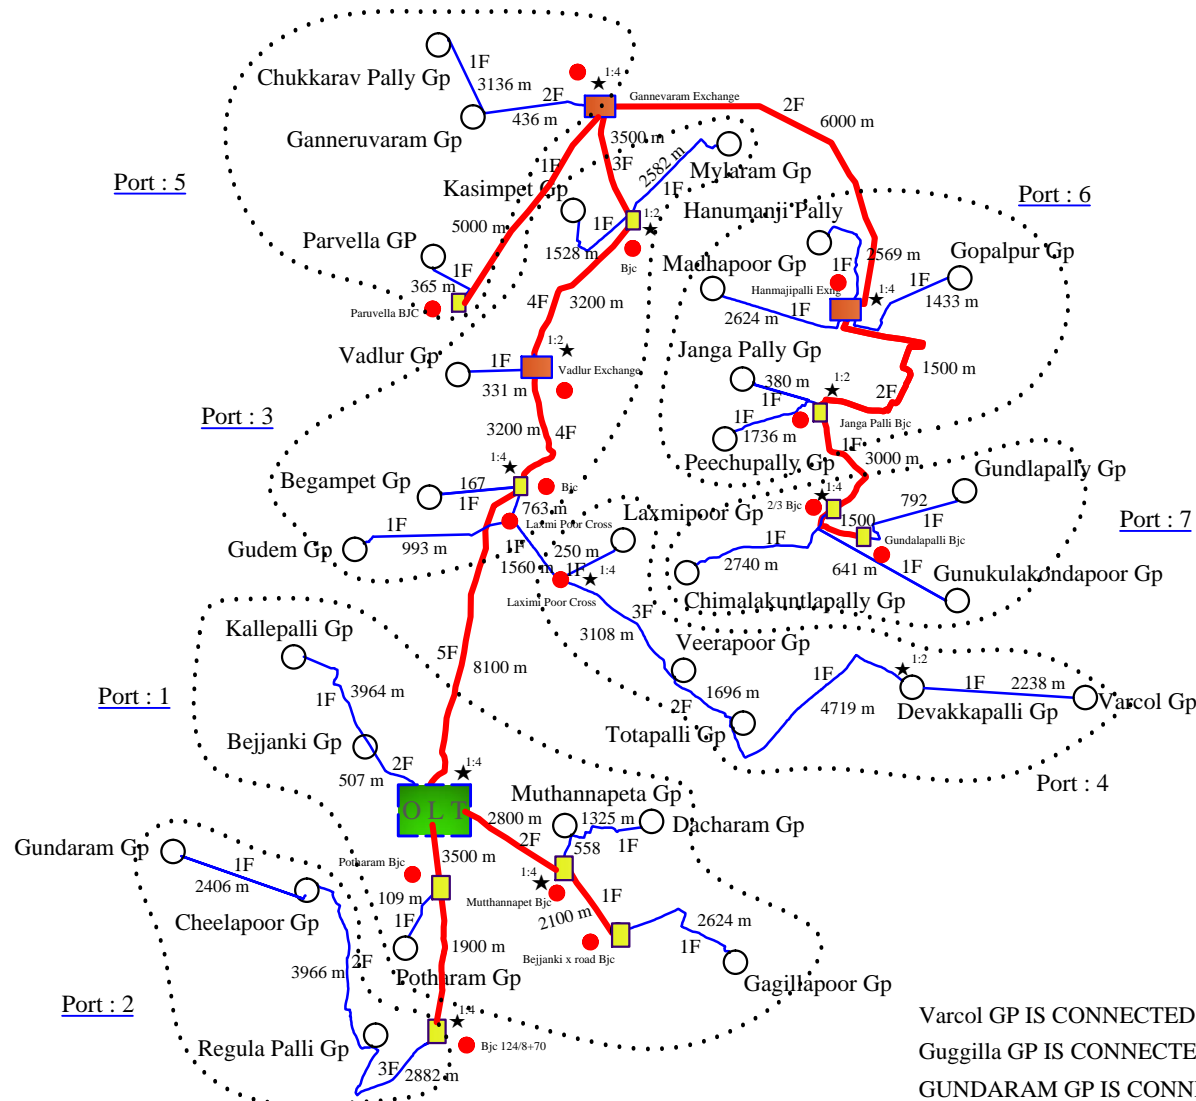 1F
Chukkarav Pally Gp
3136 m
2F
1:4
Gannevaram Exchange
2F
6000 m
436 m
Ganneruvaram Gp
3500 m
3F
2582 m
1F
Mylaram Gp
Port : 5
1F
Kasimpet Gp
1F
1:2
Hanumanji Pally
Port : 6
5000 m
1528 m
Bjc
Parvella GP
1F
365 m
Paruvella BJC
4F
3200 m
Madhapoor Gp
1F
2569 m
Hanmajipalli Exng
1:4
Gopalpur Gp
1F
1433 m
2624 m
1F
Vadlur Gp
1F
331 m
1:2
Vadlur Exchange
Janga Pally Gp
380 m
1F
1:2
1500 m
2F
Janga Palli Bjc
Port : 3
3200 m
4F
1F
1736 m
Peechupally Gp
1F
3000 m
Begampet Gp
167
1F
1:4
Bjc
763 m
Laxmi Poor Cross
Gundlapally Gp
792
1F
2/3 Bjc
1:4
1500
Gundalapalli Bjc
Port : 7
Gudem Gp
1F
993 m
1F
1560 m
Laxmipoor Gp
250 m
1F
1:4
Laximi Poor Cross
1F
2740 m
Chimalakuntlapally Gp
641 m
1F
Gunukulakondapoor Gp
3F
3108 m
Veerapoor Gp
Kallepalli Gp
3964 m
1F
5F
8100 m
1696 m
2F
Totapalli Gp
1F
4719 m
1:2
Devakkapalli Gp
1F
2238 m
Varcol Gp
Port : 1
Bejjanki Gp
507 m
2F
1:4
OLT
Port : 4
2800 m
2F
Muthannapeta Gp
1325 m
1F
558
Dacharam Gp
Gundaram Gp
1F
2406 m
Cheelapoor Gp
Potharam Bjc
3500 m
109 m
1F
1:4
Mutthannapet Bjc
1F
2100 m
Bejjanki x road Bjc
2624 m
1F
Gagillapoor Gp
2F
3966 m
1900 m
Potharam Gp
Port : 2
Regula Palli Gp
3F
2882 m
1:4
Bjc 124/8+70
Varcol GP IS CONNECTED
Guggilla GP IS CONNECTE
GUNDARAM GP IS CONN